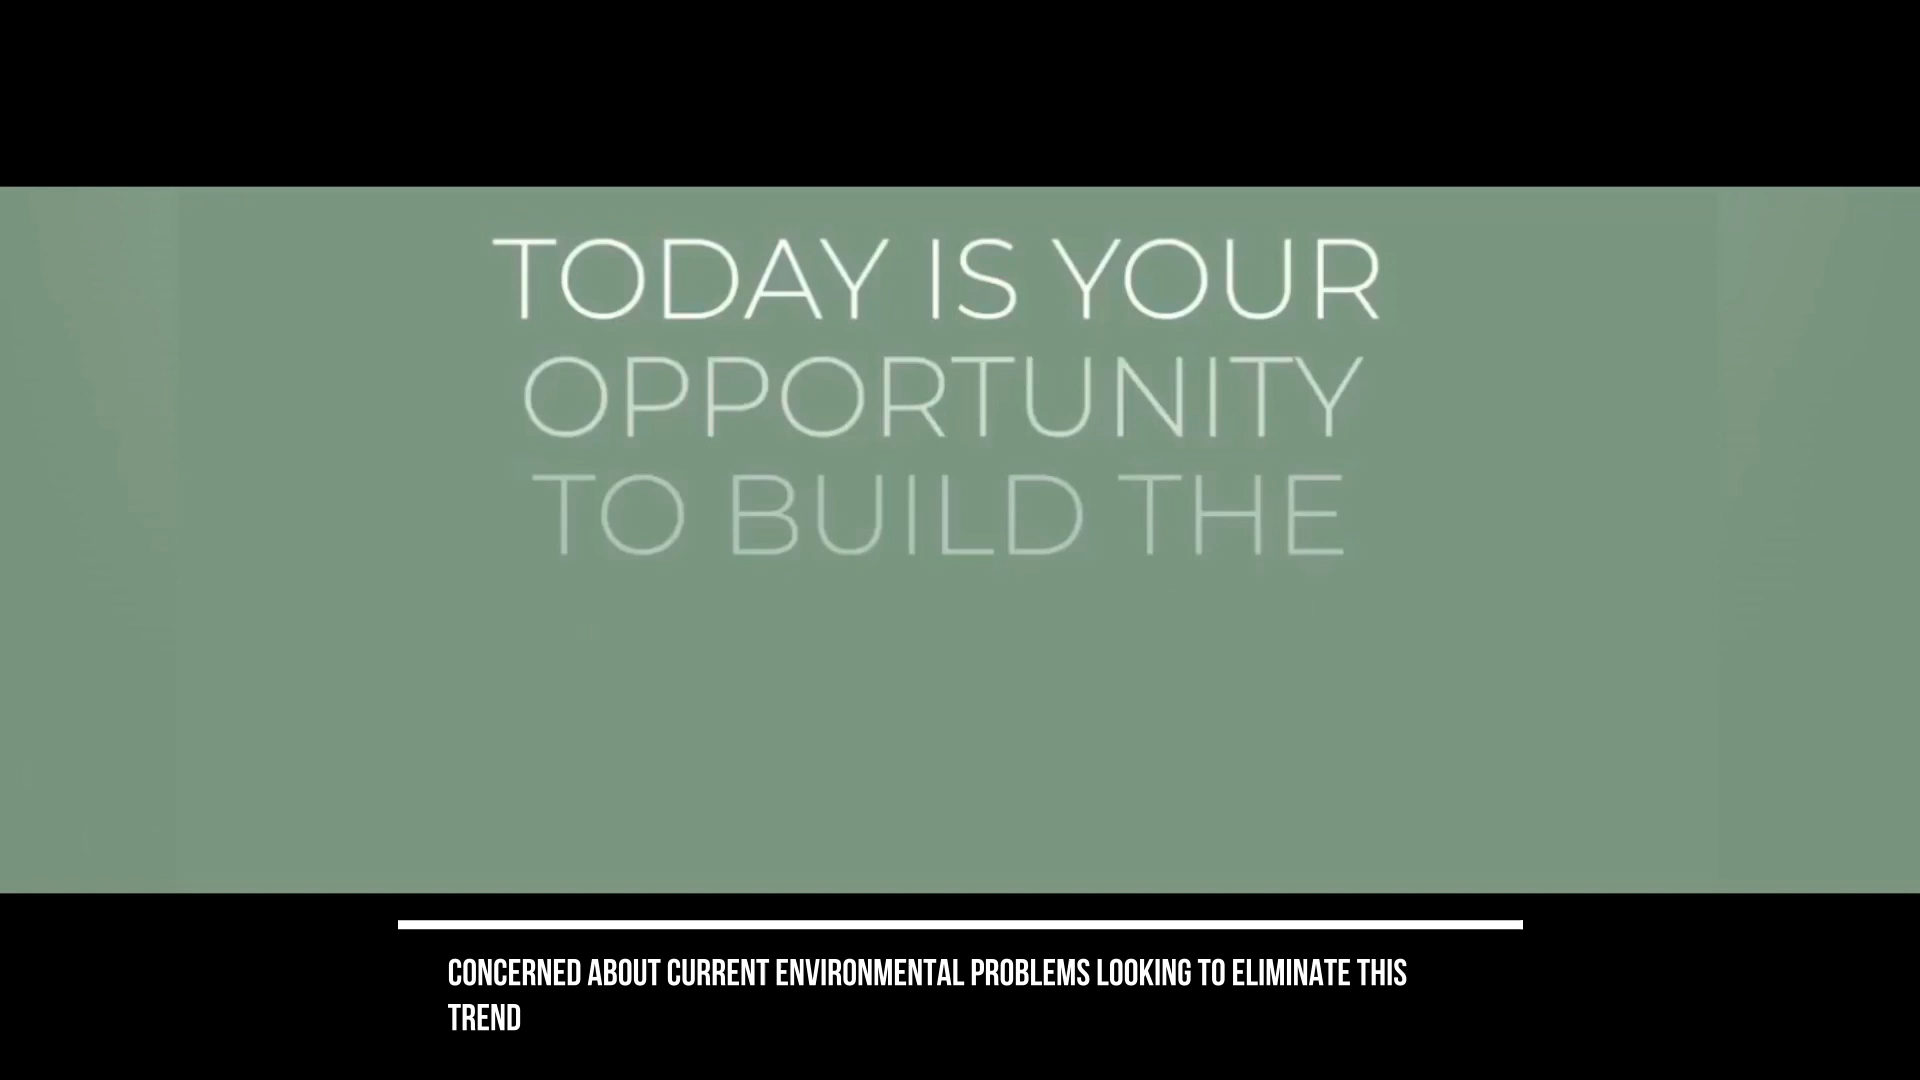 TODAY IS YOUR
OPPORTUNITY
TO BUILD THE
CONCERNED ABOUT CURRENT ENVIRONMENTAL PROBLEMS LOOKING TO ELIMINATE THIS
TREND